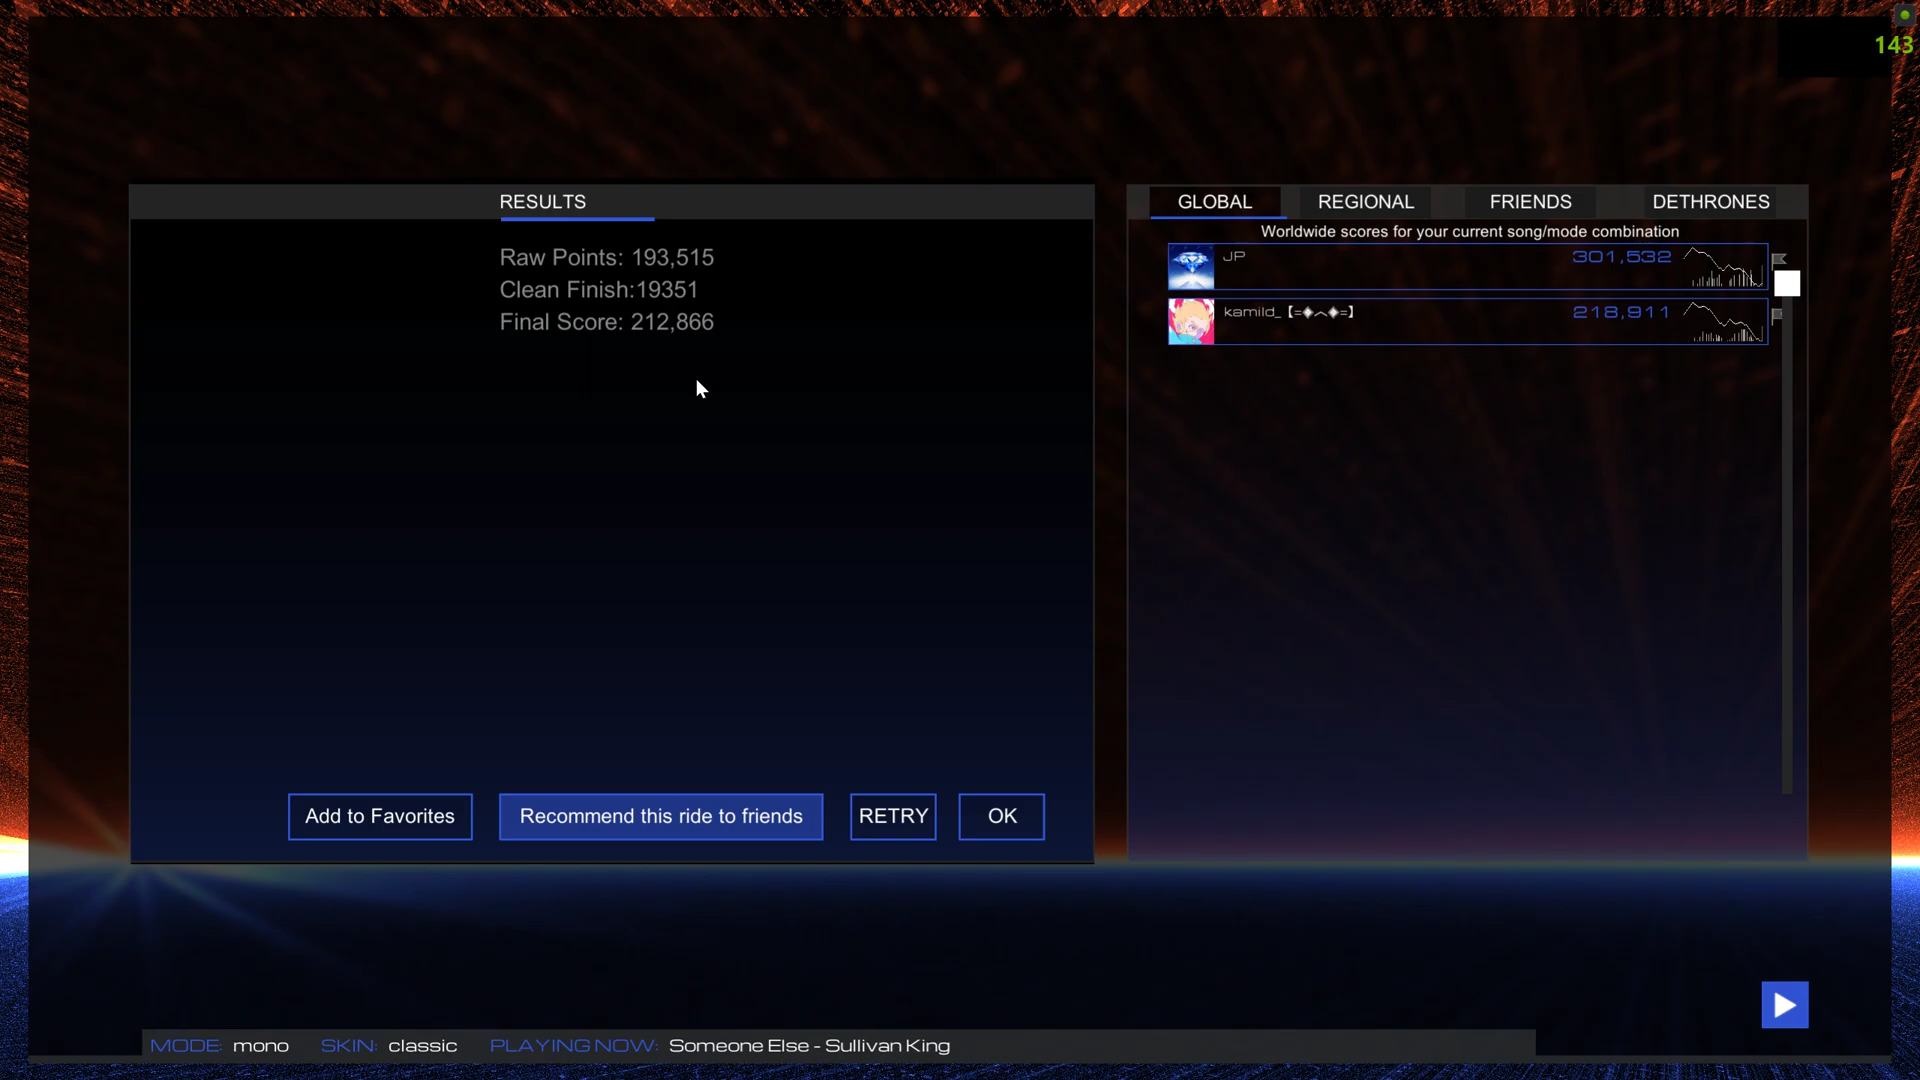 143
RESULTS
Raw Points: 193,515
Clean Finish:19351
Final Score: 212,866
Add to Favorites
Recommend this ride to friends
RETRY
OK
GLOBAL
REGIONAL
FRIENDS
DETHRONES
Worldwide scores for your current song/mode combination
JP 301,532
kamild_【=◈︿◈=】 218,911
MODE: mono SKIN: classic PLAYING NOW: Someone Else - Sullivan King